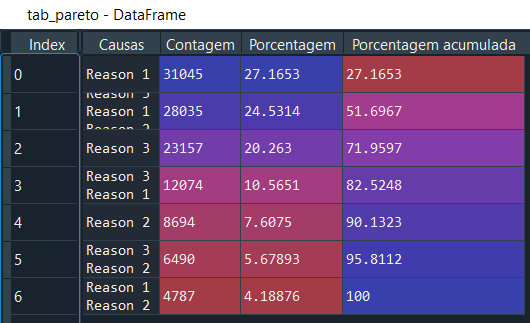 tab_pareto - DataFrame
Index Causas Contagem Porcentagem Porcentagem acumulada
0 Reason 1 31045 27.1653 27.1653
1 Reason 1 28035 24.5314 51.6967
Reason 2
2 Reason 3 23157 20.263 71.9597
3 Reason 3 12074 10.5651 82.5248
Reason 1
4 Reason 2 8694 7.6075 90.1323
5 Reason 3 6490 5.67893 95.8112
Reason 2
6 Reason 1 4787 4.18876 100
Reason 2